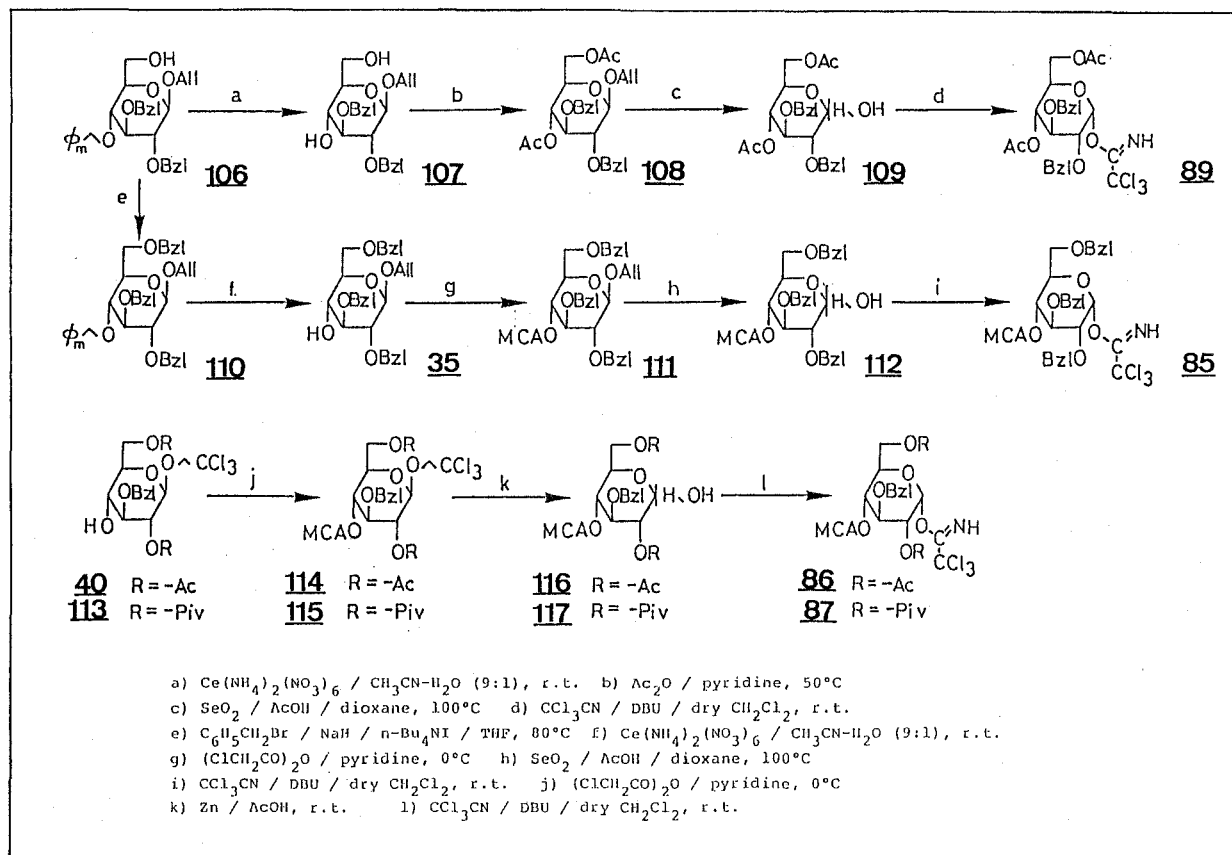 OH OAll OBzl φm O OBzl 106
a
OH OAll OBzl HO OBzl 107
b
OAc OAll OBzl AcO OBzl 108
c
OAc OBzl H,OH AcO OBzl 109
d
OAc OBzl AcO BzlO O NH CCl3 89
e
OBzl OAll OBzl φm O OBzl 110
f.
OBzl OAll OBzl HO OBzl 35
g
OBzl OAll OBzl MCAO OBzl 111
h
OBzl OBzl H,OH MCAO OBzl 112
i
OBzl OBzl MCAO BzlO O NH CCl3 85
OR O CCl3 OBzl HO OR
j
OR O CCl3 OBzl MCAO OR
k
OR OBzl H,OH MCAO OR
l
OR OBzl MCAO RO O NH CCl3
40 R=-Ac 114 R=-Ac 116 R=-Ac 86 R=-Ac
113 R=-Piv 115 R=-Piv 117 R=-Piv 87 R=-Piv
a) Ce(NH4)2(NO3)6 / CH3CN-H2O (9:1), r.t. b) Ac2O / pyridine, 50°C
c) SeO2 / AcOH / dioxane, 100°C d) CCl3CN / DBU / dry CH2Cl2, r.t.
e) C6H5CH2Br / NaH / n-Bu4NI / THF, 80°C f) Ce(NH4)2(NO3)6 / CH3CN-H2O (9:1), r.t.
g) (ClCH2CO)2O / pyridine, 0°C h) SeO2 / AcOH / dioxane, 100°C
i) CCl3CN / DBU / dry CH2Cl2, r.t. j) (ClCH2CO)2O / pyridine, 0°C
k) Zn / AcOH, r.t. l) CCl3CN / DBU / dry CH2Cl2, r.t.